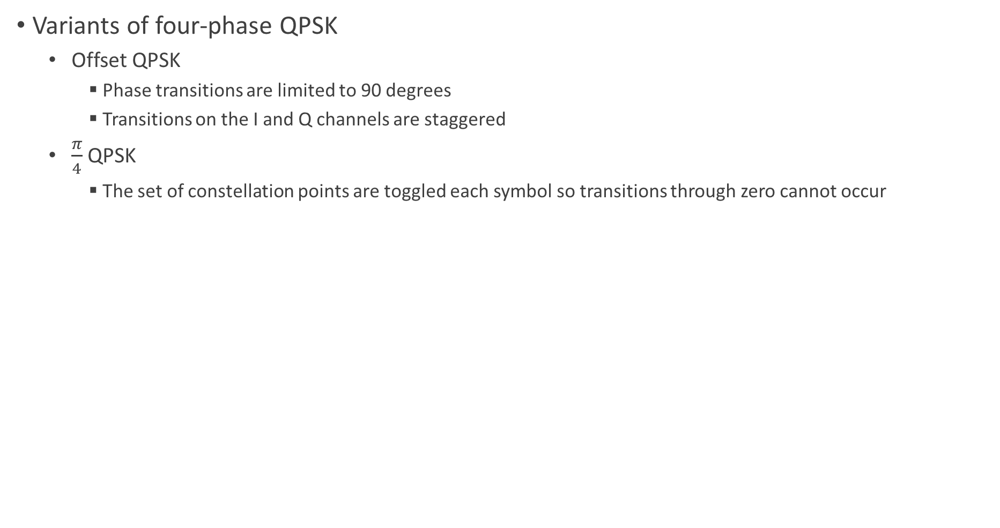 • Variants of four-phase QPSK
• Offset QPSK
▪ Phase transitions are limited to 90 degrees
▪ Transitions on the I and Q channels are staggered
• π/4 QPSK
▪ The set of constellation points are toggled each symbol so transitions through zero cannot occur